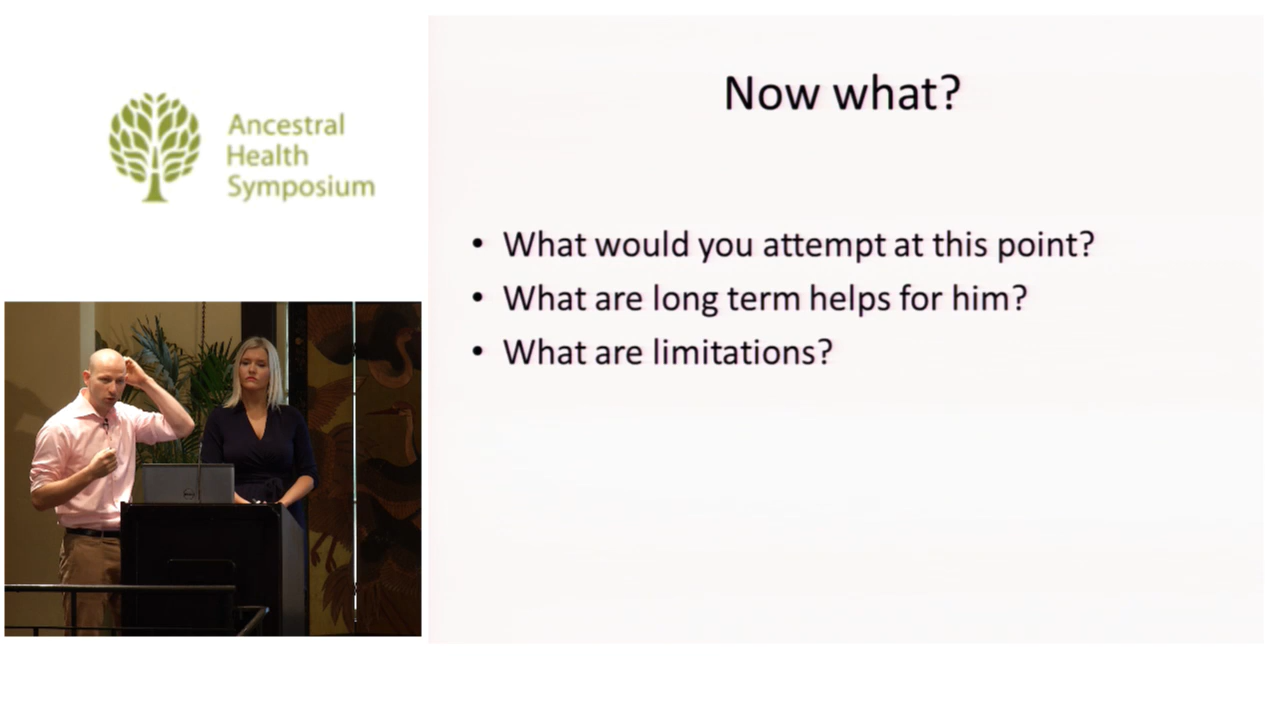 Ancestral
Health
Symposium
Now what?
• What would you attempt at this point?
• What are long term helps for him?
• What are limitations?